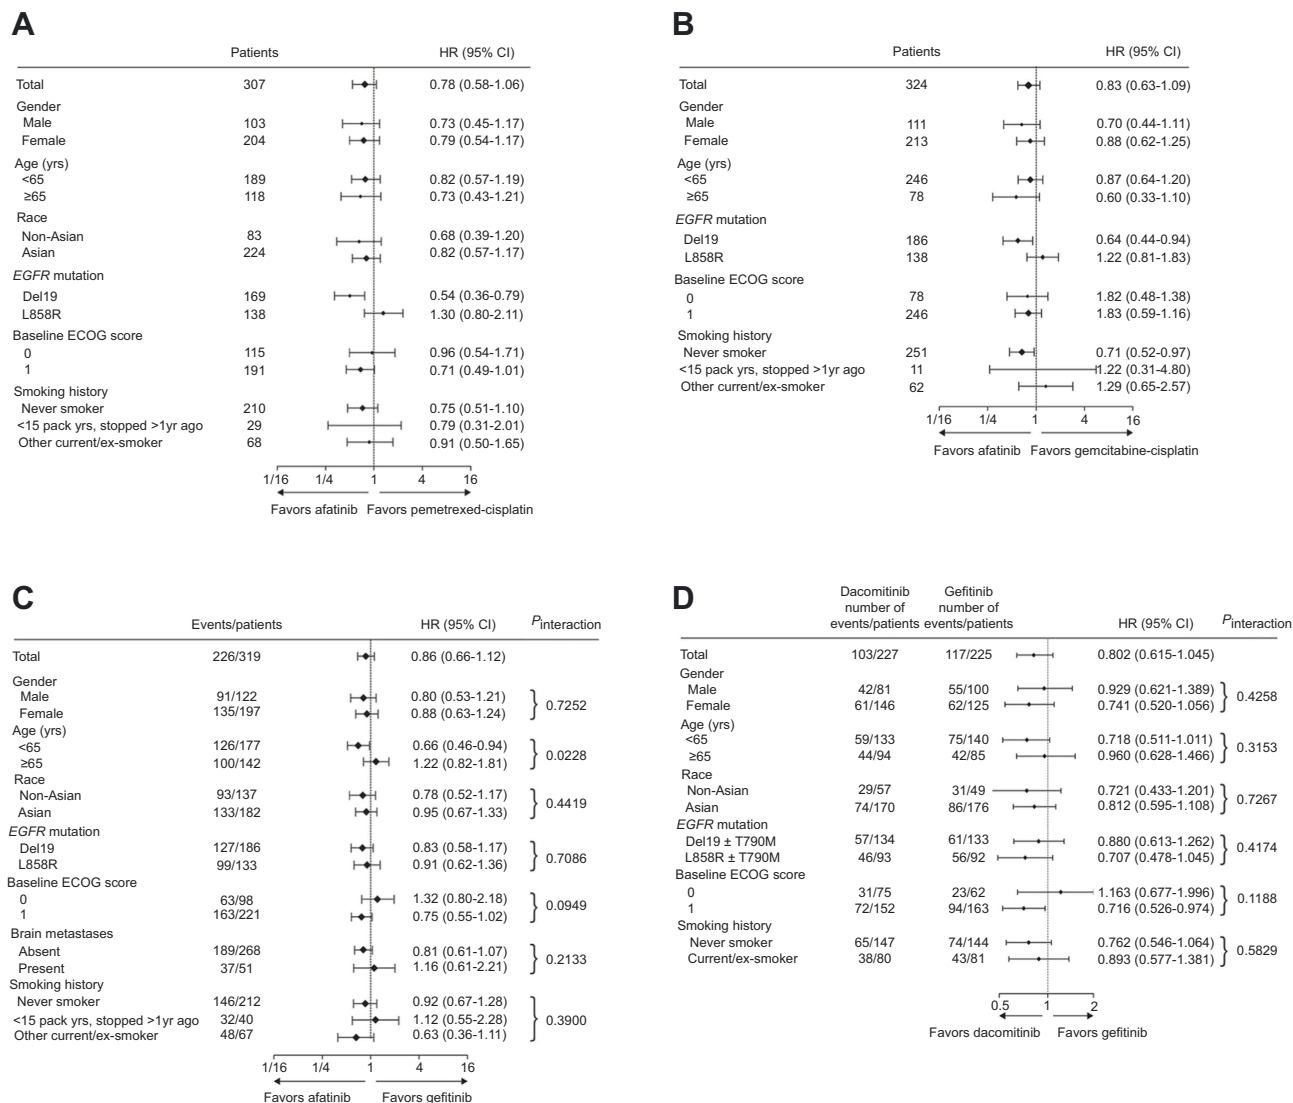 A
Patients HR (95% CI)
Total 307 0.78 (0.58-1.06)
Gender
Male 103 0.73 (0.45-1.17)
Female 204 0.79 (0.54-1.17)
Age (yrs)
<65 189 0.82 (0.57-1.19)
≥65 118 0.73 (0.43-1.21)
Race
Non-Asian 83 0.68 (0.39-1.20)
Asian 224 0.82 (0.57-1.17)
EGFR mutation
Del19 169 0.54 (0.36-0.79)
L858R 138 1.30 (0.80-2.11)
Baseline ECOG score
0 115 0.96 (0.54-1.71)
1 191 0.71 (0.49-1.01)
Smoking history
Never smoker 210 0.75 (0.51-1.10)
<15 pack yrs, stopped >1yr ago 29 0.79 (0.31-2.01)
Other current/ex-smoker 68 0.91 (0.50-1.65)
1/16 1/4 1 4 16
Favors afatinib Favors pemetrexed-cisplatin
B
Patients HR (95% CI)
Total 324 0.83 (0.63-1.09)
Gender
Male 111 0.70 (0.44-1.11)
Female 213 0.88 (0.62-1.25)
Age (yrs)
<65 246 0.87 (0.64-1.20)
≥65 78 0.60 (0.33-1.10)
EGFR mutation
Del19 186 0.64 (0.44-0.94)
L858R 138 1.22 (0.81-1.83)
Baseline ECOG score
0 78 1.82 (0.48-1.38)
1 246 1.83 (0.59-1.16)
Smoking history
Never smoker 251 0.71 (0.52-0.97)
<15 pack yrs, stopped >1yr ago 11 1.22 (0.31-4.80)
Other current/ex-smoker 62 1.29 (0.65-2.57)
1/16 1/4 1 4 16
Favors afatinib Favors gemcitabine-cisplatin
C
Events/patients HR (95% CI) Pinteraction
Total 226/319 0.86 (0.66-1.12)
Gender
Male 91/122 0.80 (0.53-1.21)
Female 135/197 0.88 (0.63-1.24)
0.7252
Age (yrs)
<65 126/177 0.66 (0.46-0.94)
≥65 100/142 1.22 (0.82-1.81)
0.0228
Race
Non-Asian 93/137 0.78 (0.52-1.17)
Asian 133/182 0.95 (0.67-1.33)
0.4419
EGFR mutation
Del19 127/186 0.83 (0.58-1.17)
L858R 99/133 0.91 (0.62-1.36)
0.7086
Baseline ECOG score
0 63/98 1.32 (0.80-2.18)
1 163/221 0.75 (0.55-1.02)
0.0949
Brain metastases
Absent 189/268 0.81 (0.61-1.07)
Present 37/51 1.16 (0.61-2.21)
0.2133
Smoking history
Never smoker 146/212 0.92 (0.67-1.28)
<15 pack yrs, stopped >1yr ago 32/40 1.12 (0.55-2.28) 0.3900
Other current/ex-smoker 48/67 0.63 (0.36-1.11)
1/16 1/4 1 4 16
Favors afatinib Favors gefitinib
D
Dacomitinib Gefitinib
number of number of
events/patients events/patients HR (95% CI) Pinteraction
Total 103/227 117/225 0.802 (0.615-1.045)
Gender
Male 42/81 55/100 0.929 (0.621-1.389)
Female 61/146 62/125 0.741 (0.520-1.056)
0.4258
Age (yrs)
<65 59/133 75/140 0.718 (0.511-1.011)
≥65 44/94 42/85 0.960 (0.628-1.466)
0.3153
Race
Non-Asian 29/57 31/49 0.721 (0.433-1.201)
Asian 74/170 86/176 0.812 (0.595-1.108)
0.7267
EGFR mutation
Del19 ± T790M 57/134 61/133 0.880 (0.613-1.262)
L858R ± T790M 46/93 56/92 0.707 (0.478-1.045)
0.4174
Baseline ECOG score
0 31/75 23/62 1.163 (0.677-1.996)
1 72/152 94/163 0.716 (0.526-0.974)
0.1188
Smoking history
Never smoker 65/147 74/144 0.762 (0.546-1.064)
Current/ex-smoker 38/80 43/81 0.893 (0.577-1.381)
0.5829
0.5 1 2
Favors dacomitinib Favors gefitinib